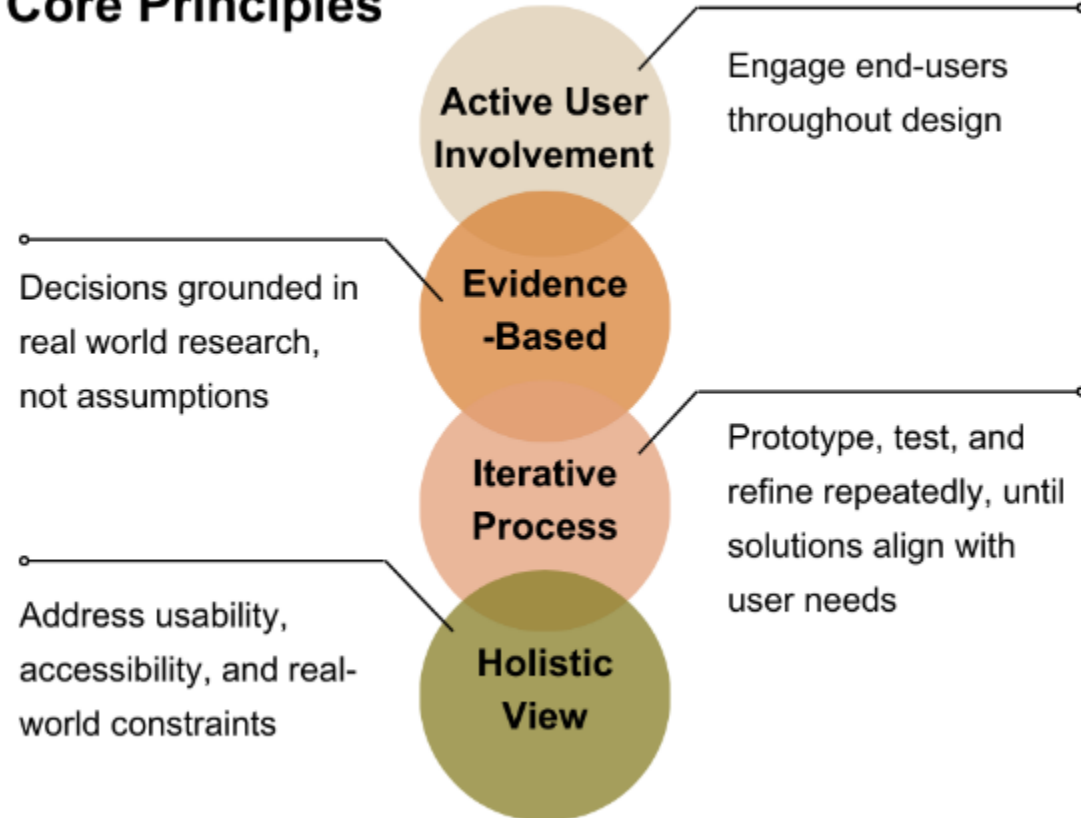 Core Principles
Active User
Involvement
Engage end-users
throughout design
Evidence
-Based
Decisions grounded in
real world research,
not assumptions
Iterative
Process
Prototype, test, and
refine repeatedly, until
solutions align with
user needs
Holistic
View
Address usability,
accessibility, and real-
world constraints